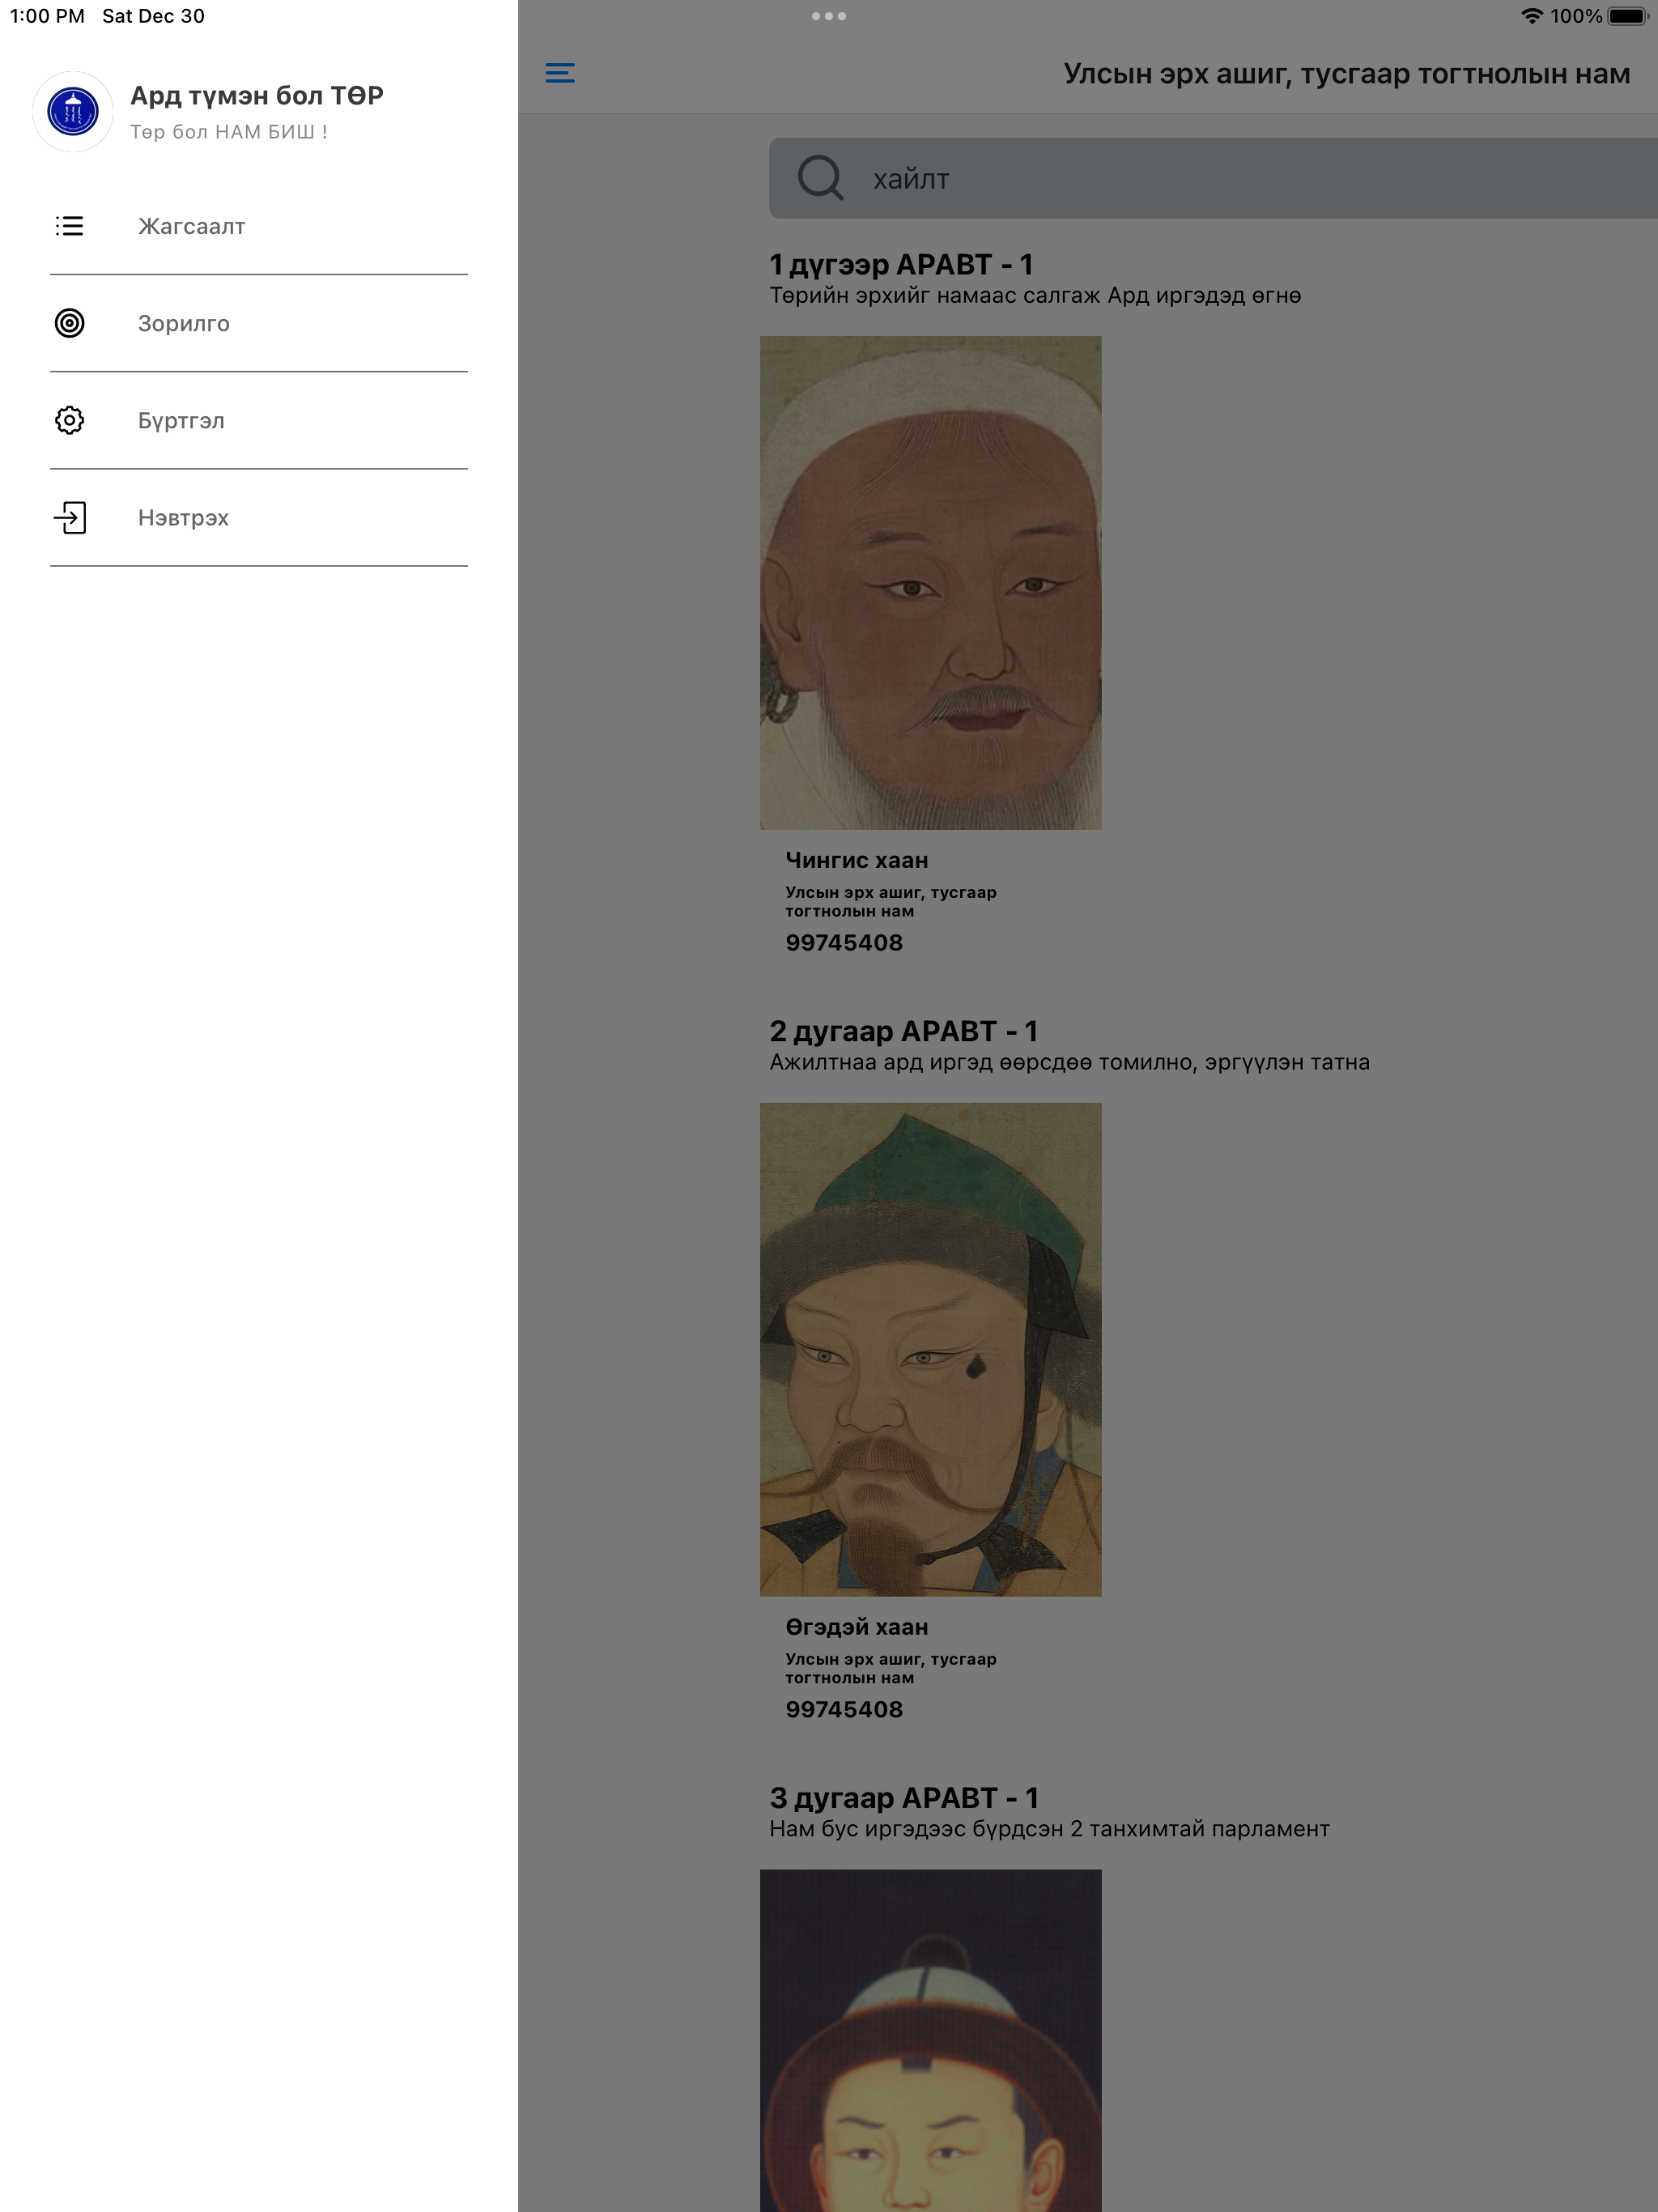 1:00 PM Sat Dec 30
100%
Ард түмэн бол ТӨР
Төр бол НАМ БИШ !
Жагсаалт
Зорилго
Бүртгэл
Нэвтрэх
Улсын эрх ашиг, тусгаар тогтнолын нам
хайлт
1 дүгээр АРАВТ - 1
Төрийн эрхийг намаас салгаж Ард иргэдэд өгнө
Чингис хаан
Улсын эрх ашиг, тусгаар
тогтнолын нам
99745408
2 дугаар АРАВТ - 1
Ажилтнаа ард иргэд өөрсдөө томилно, эргүүлэн татна
Өгэдэй хаан
Улсын эрх ашиг, тусгаар
тогтнолын нам
99745408
3 дугаар АРАВТ - 1
Нам бус иргэдээс бүрдсэн 2 танхимтай парламент